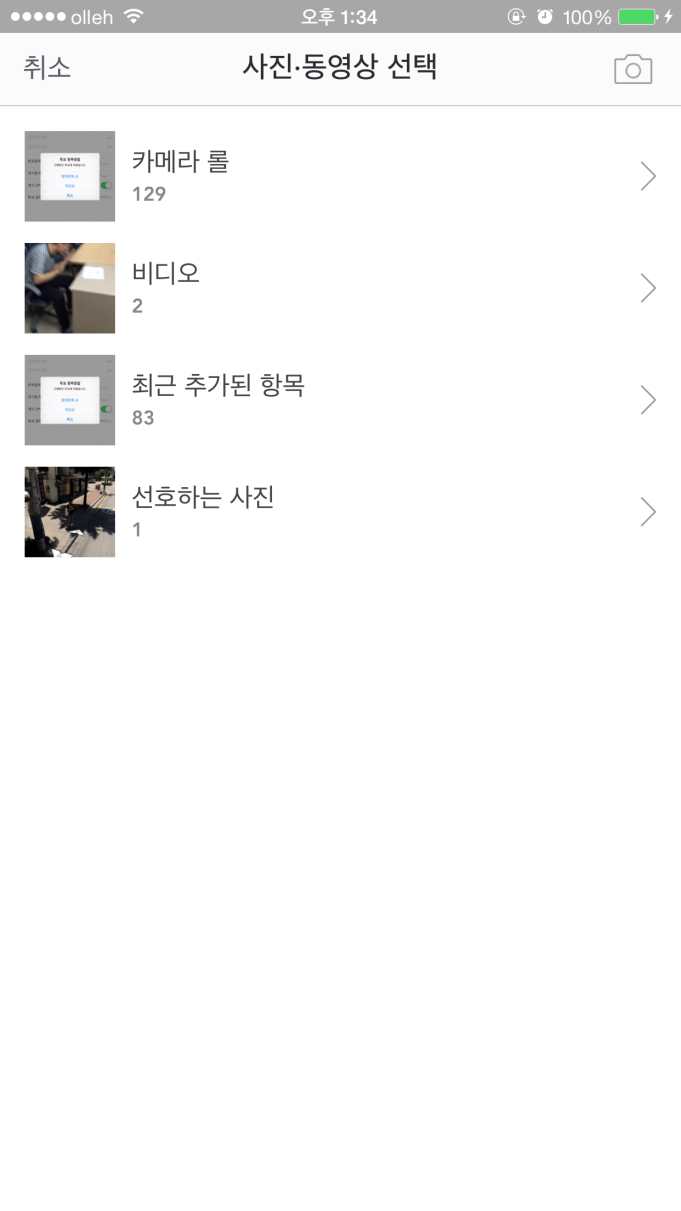 olleh 오후 1:34 100%
취소 사진·동영상 선택
카메라 롤
129
비디오
2
최근 추가된 항목
83
선호하는 사진
1